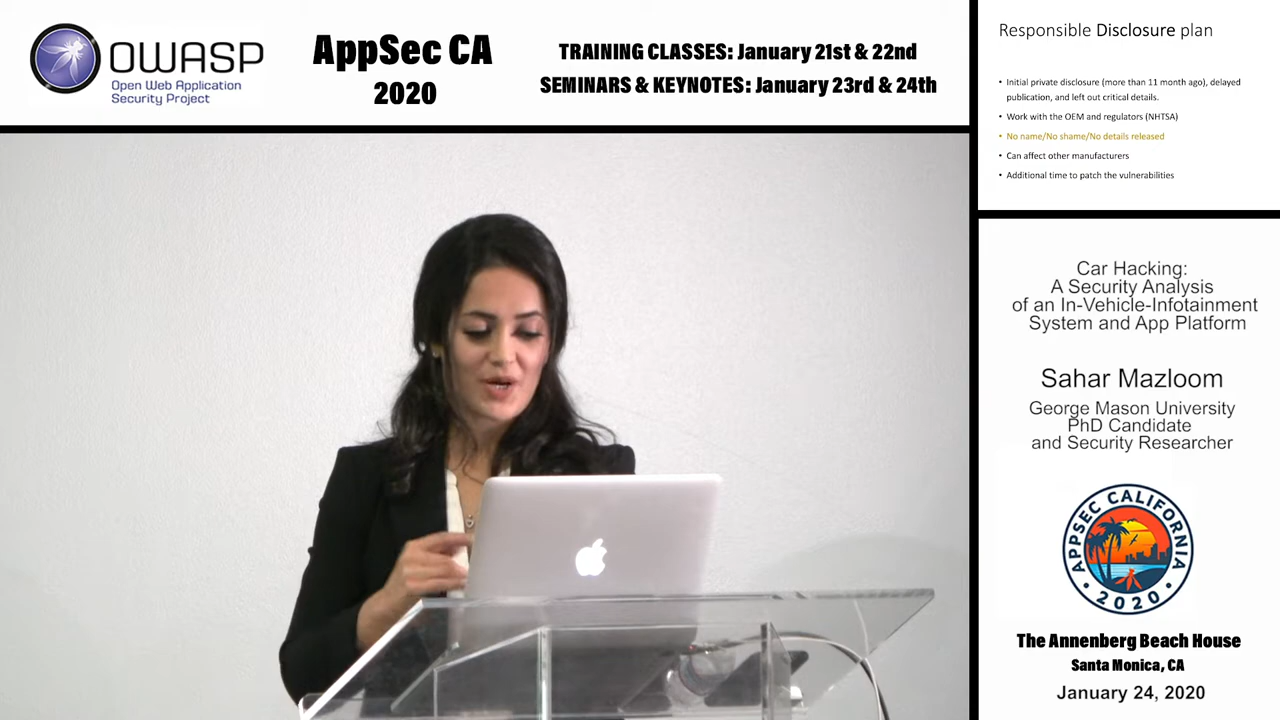 OWASP
Open Web Application
Security Project
AppSec CA
2020
TRAINING CLASSES: January 21st & 22nd
SEMINARS & KEYNOTES: January 23rd & 24th
Responsible Disclosure plan
• Initial private disclosure (more than 11 month ago), delayed
publication, and left out critical details.
• Work with the OEM and regulators (NHTSA)
• No name/No shame/No details released
• Can affect other manufacturers
• Additional time to patch the vulnerabilities
Car Hacking:
A Security Analysis
of an In-Vehicle-Infotainment
System and App Platform
Sahar Mazloom
George Mason University
PhD Candidate
and Security Researcher
APPSEC CALIFORNIA
• 2020 •
The Annenberg Beach House
Santa Monica, CA
January 24, 2020